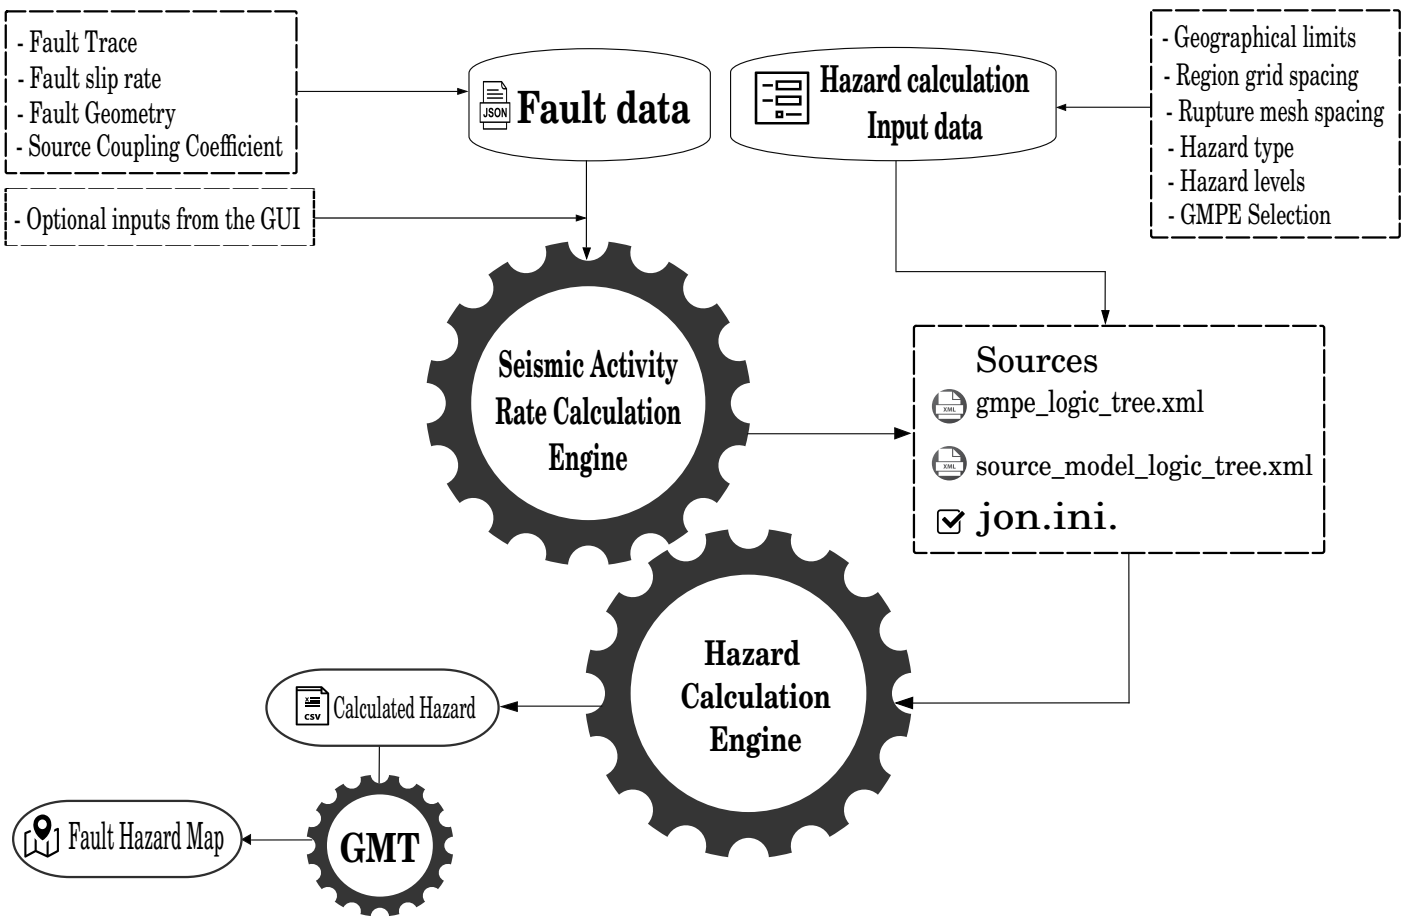 - Fault Trace
- Fault slip rate
- Fault Geometry
- Source Coupling Coefficient
- Optional inputs from the GUI
JSON
Fault data
Hazard calculation
Input data
- Geographical limits
- Region grid spacing
- Rupture mesh spacing
- Hazard type
- Hazard levels
- GMPE Selection
Seismic Activity
Rate Calculation
Engine
Sources
XML
gmpe_logic_tree.xml
XML
source_model_logic_tree.xml
jon.ini.
Hazard
Calculation
Engine
CSV
Calculated Hazard
GMT
Fault Hazard Map